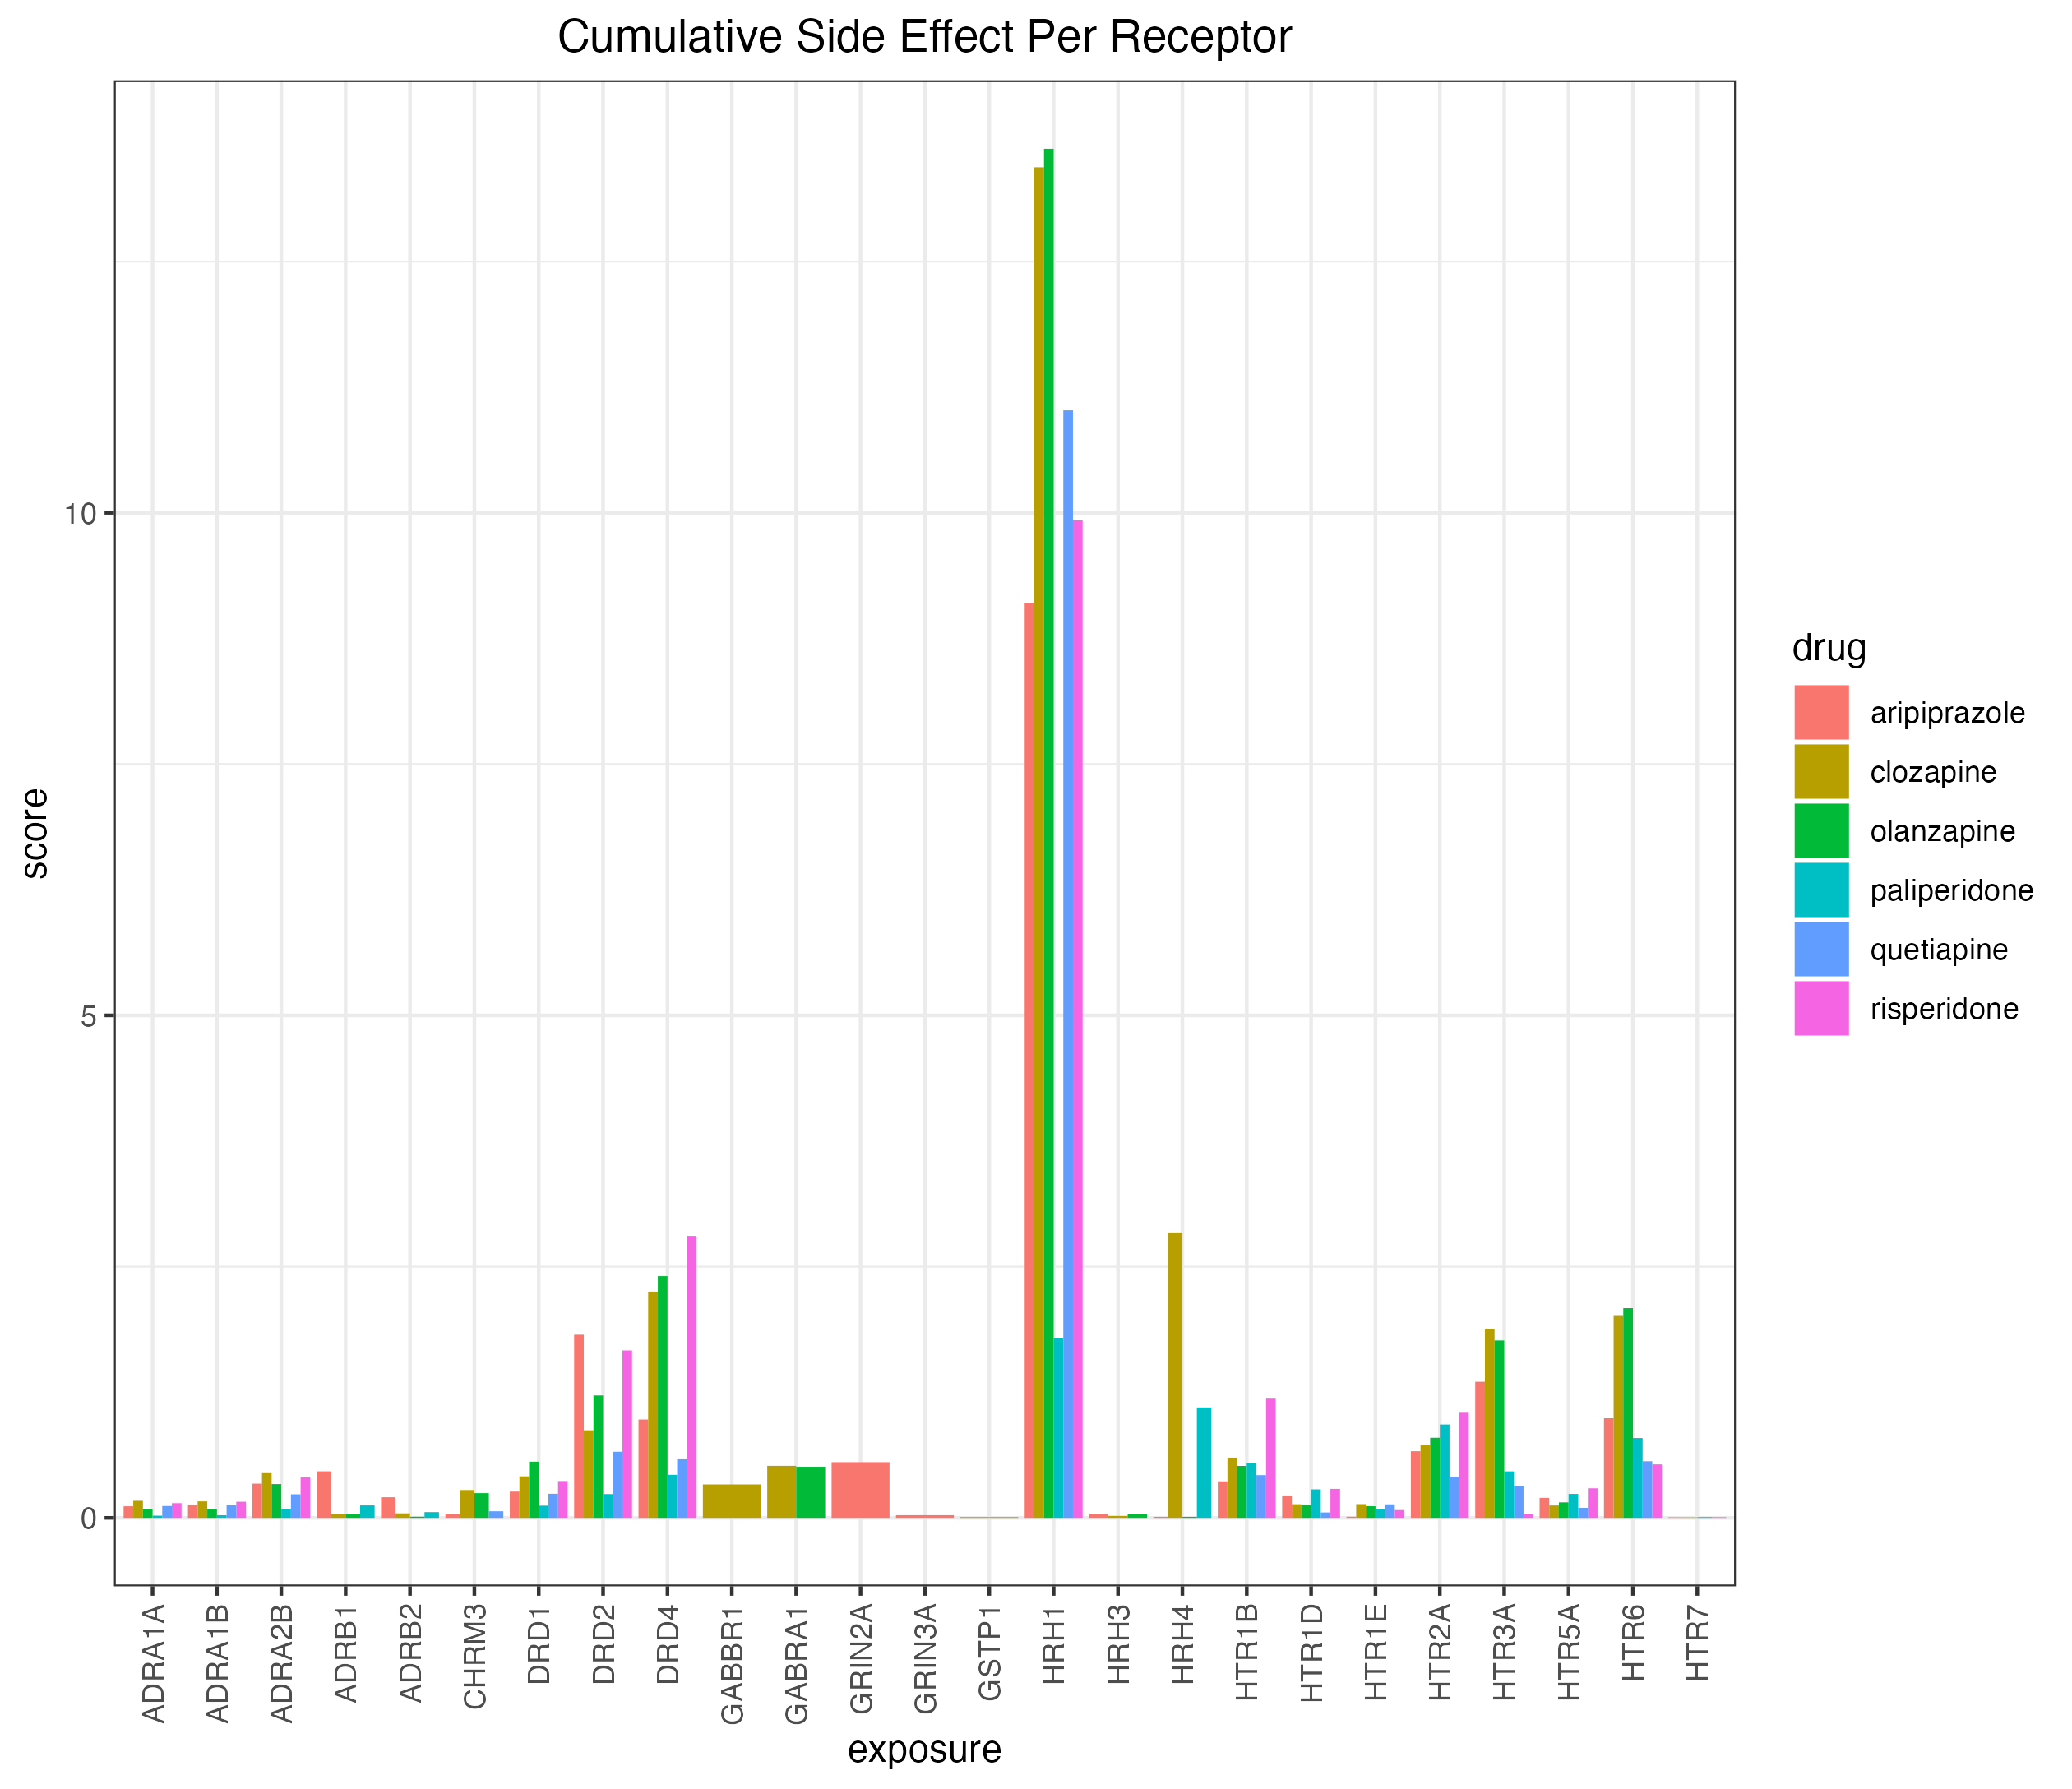 Cumulative Side Effect Per Receptor
score
10
5
0
ADRA1A
ADRA1B
ADRA2B
ADRB1
ADRB2
CHRM3
DRD1
DRD2
DRD4
GABBR1
GABRA1
GRIN2A
GRIN3A
GSTP1
HRH1
HRH3
HRH4
HTR1B
HTR1D
HTR1E
HTR2A
HTR3A
HTR5A
HTR6
HTR7
exposure
drug
aripiprazole
clozapine
olanzapine
paliperidone
quetiapine
risperidone